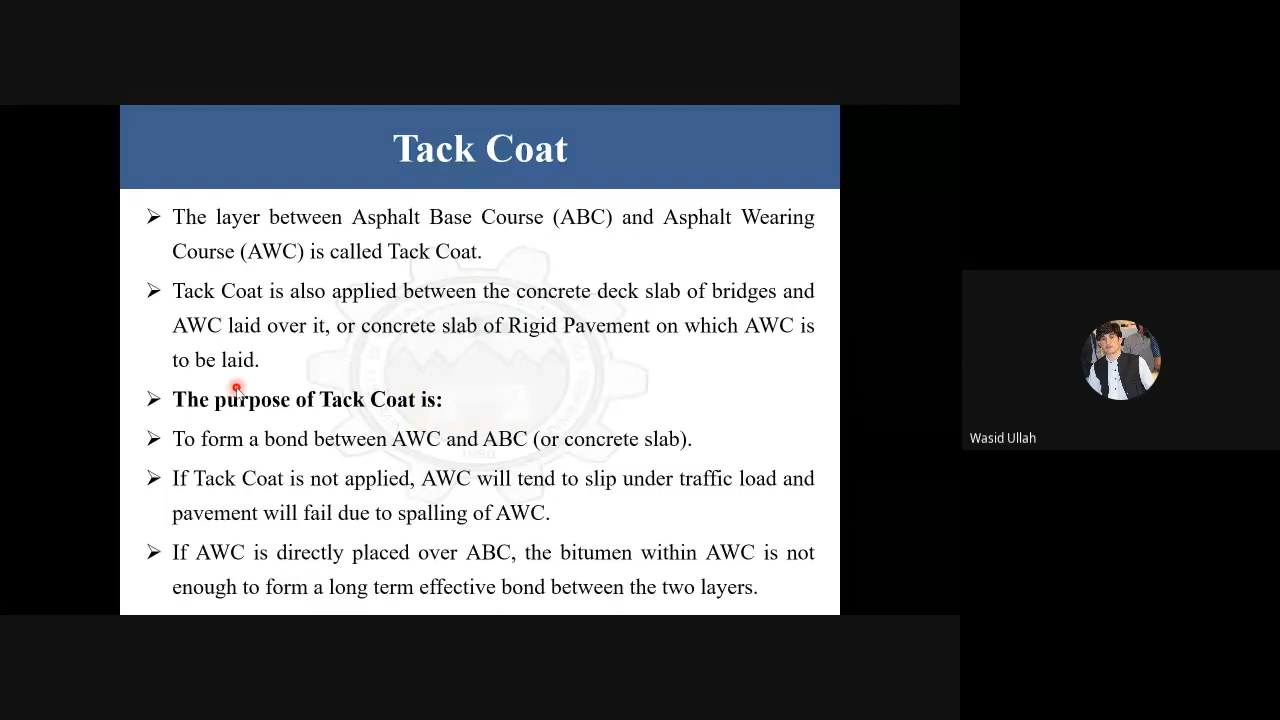 Tack Coat
➢ The layer between Asphalt Base Course (ABC) and Asphalt Wearing
Course (AWC) is called Tack Coat.
➢ Tack Coat is also applied between the concrete deck slab of bridges and
AWC laid over it, or concrete slab of Rigid Pavement on which AWC is
to be laid.
➢ The purpose of Tack Coat is:
➢ To form a bond between AWC and ABC (or concrete slab).
➢ If Tack Coat is not applied, AWC will tend to slip under traffic load and
pavement will fail due to spalling of AWC.
➢ If AWC is directly placed over ABC, the bitumen within AWC is not
enough to form a long term effective bond between the two layers.
Wasid Ullah